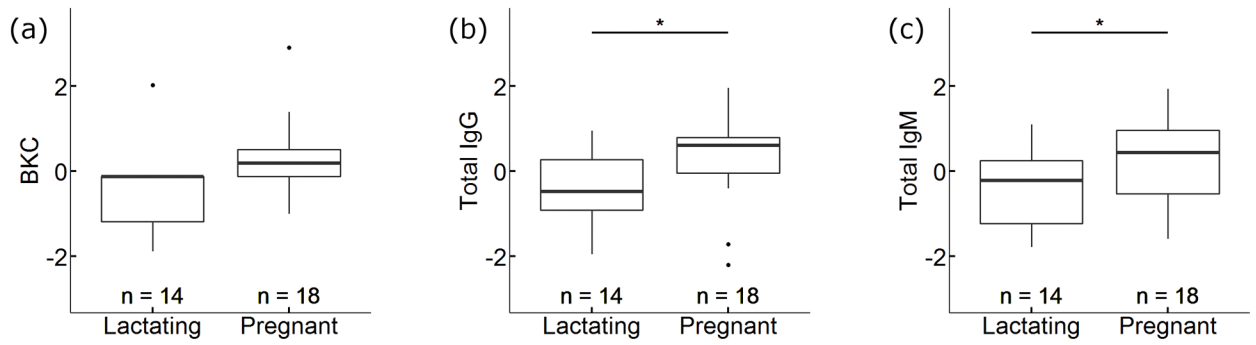 (a)
BKC
2
0
-2
n = 14
n = 18
Lactating
Pregnant
(b)
*
Total IgG
2
0
-2
n = 14
n = 18
Lactating
Pregnant
(c)
*
Total IgM
2
0
-2
n = 14
n = 18
Lactating
Pregnant